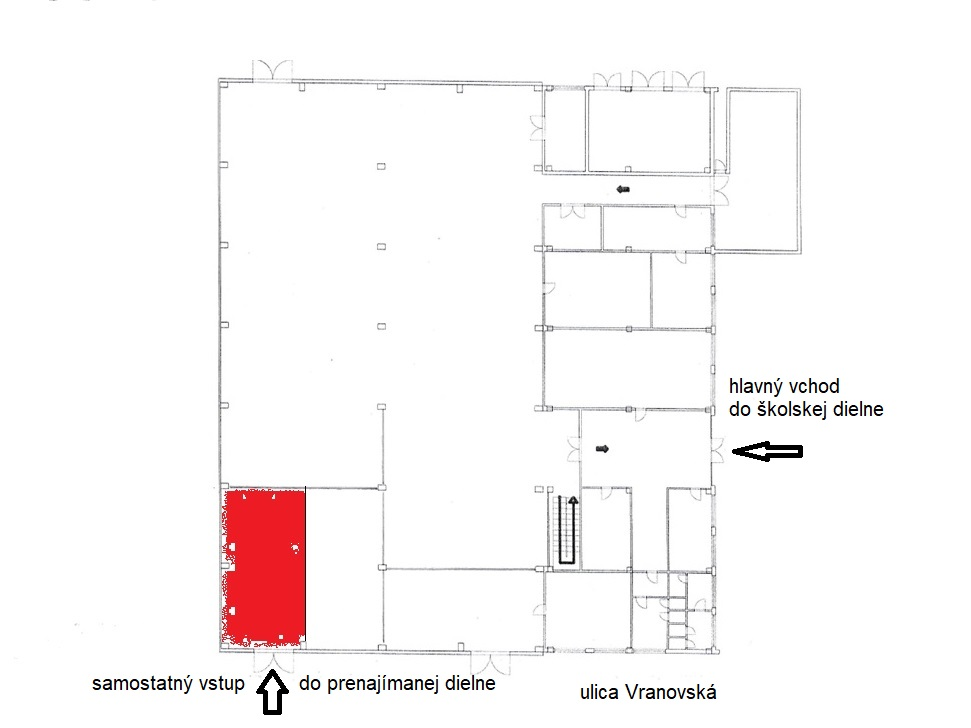 hlavný vchod
do školskej dielne
samostatný vstup do prenajímanej dielne
ulica Vranovská